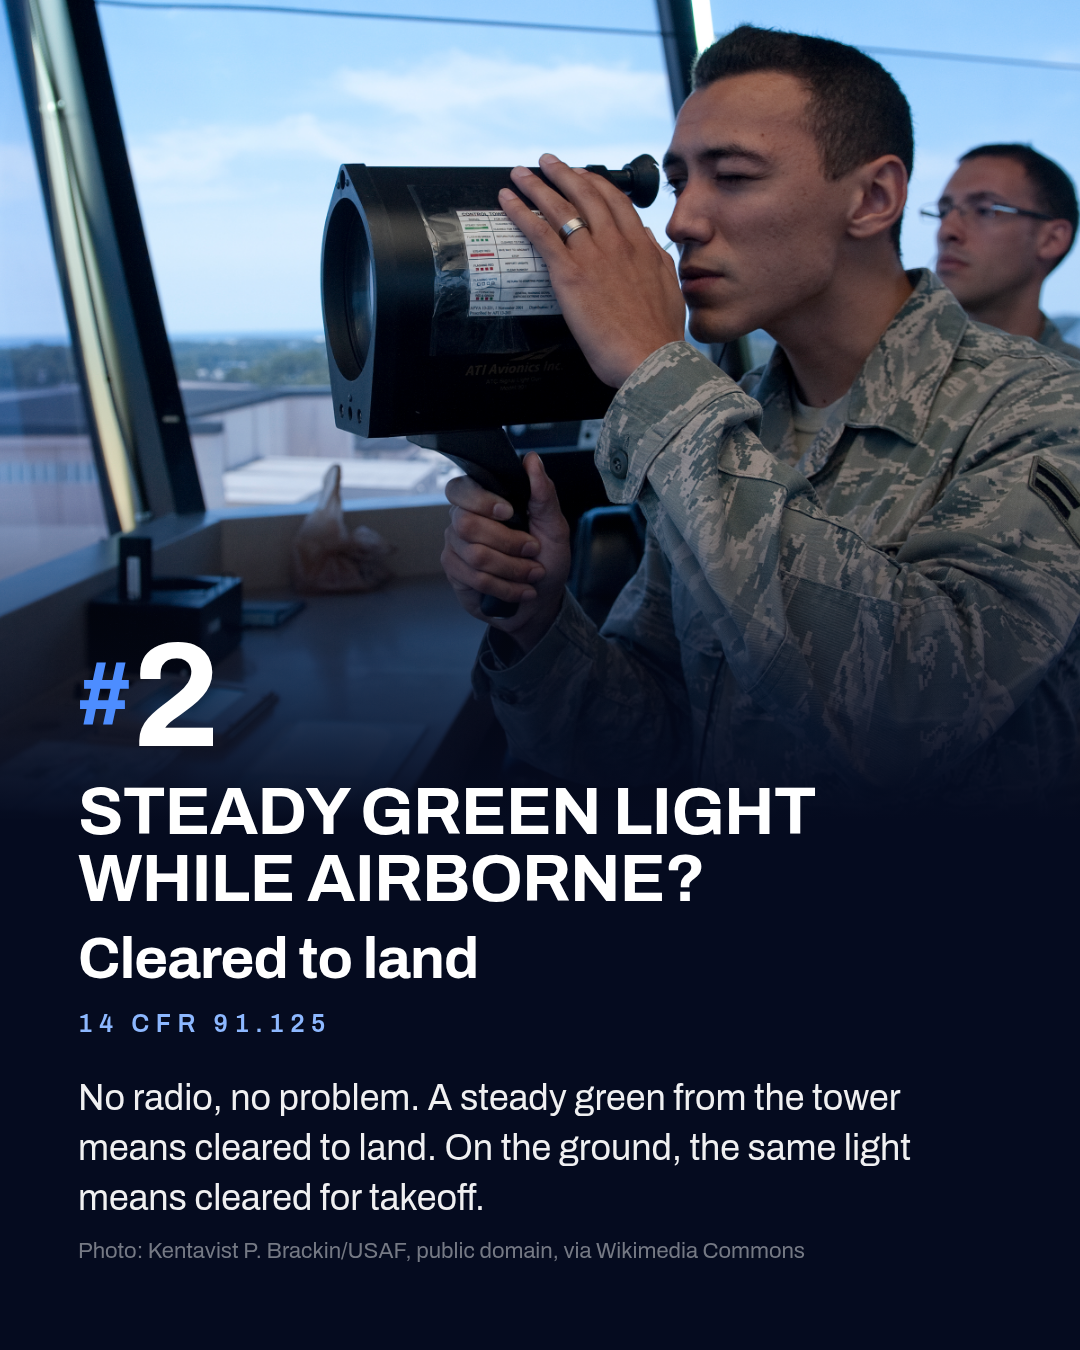 CONTROL TOWER
ATI Avionics Inc.
#2
STEADY GREEN LIGHT
WHILE AIRBORNE?
Cleared to land
14 CFR 91.125
No radio, no problem. A steady green from the tower
means cleared to land. On the ground, the same light
means cleared for takeoff.
Photo: Kentavist P. Brackin/USAF, public domain, via Wikimedia Commons